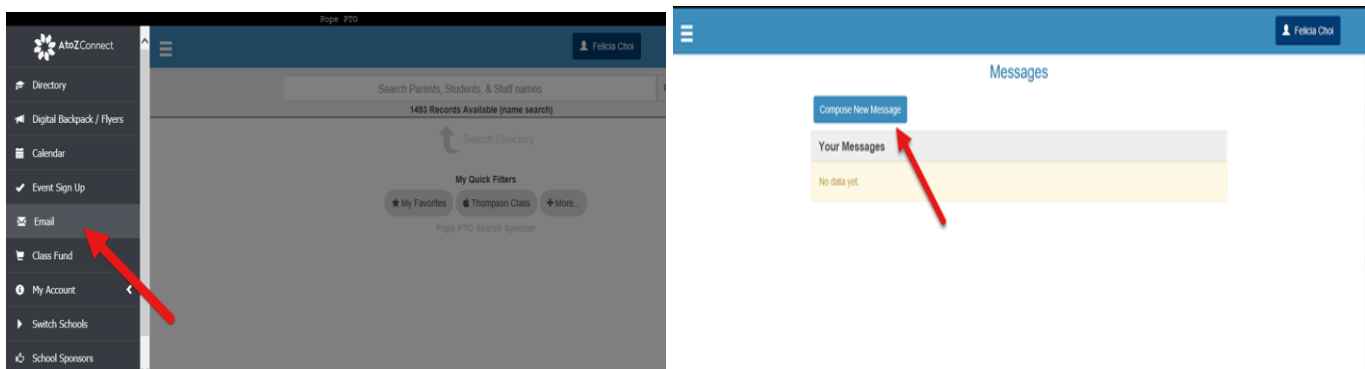 Pope PTO
AtoZConnect
Felicia Choi
Directory
Search Parents, Students, & Staff names
1493 Records Available (name search)
Digital Backpack / Flyers
Search Directory
Calendar
My Quick Filters
Event Sign Up
My Favorites
Thompson Class
More...
Email
Pope PTO Search Sponsor
Class Fund
My Account
Switch Schools
School Sponsors
Felicia Choi
Messages
Compose New Message
Your Messages
No data yet.